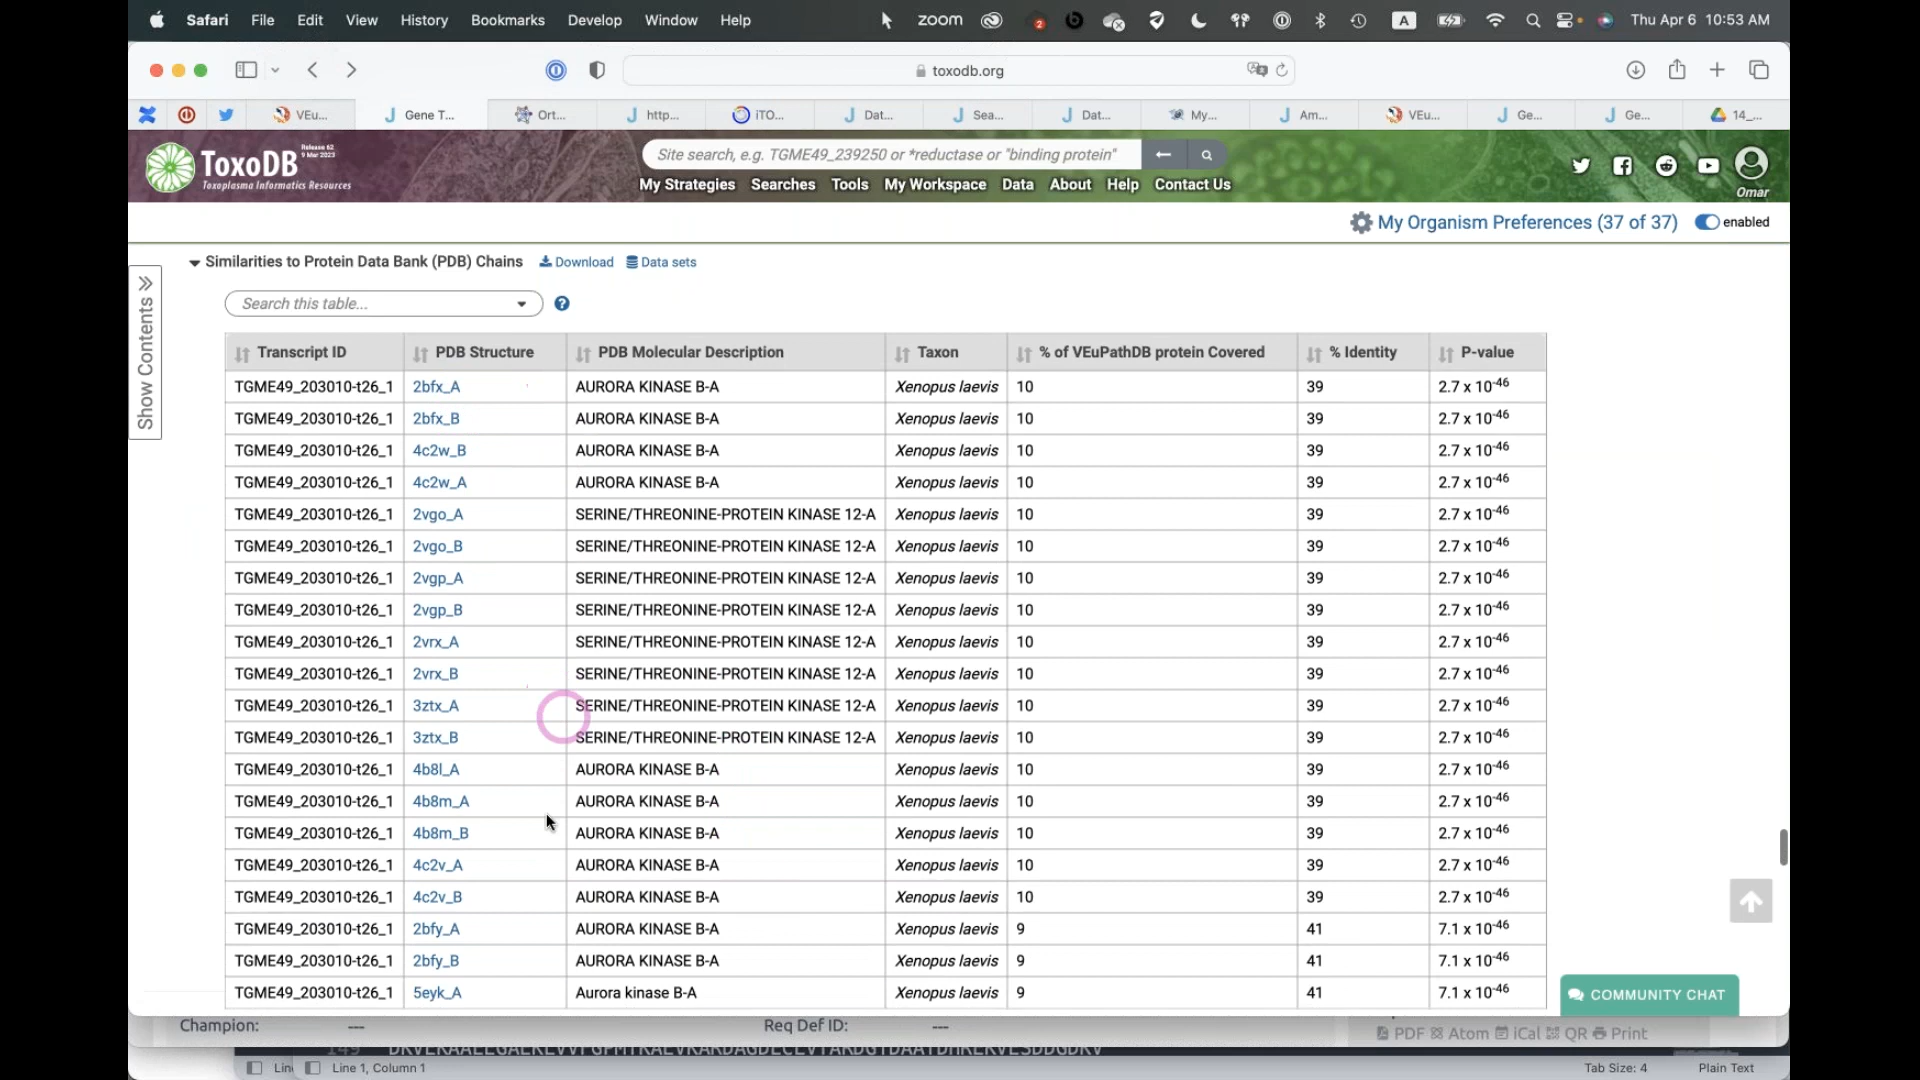 Safari File Edit View History Bookmarks Develop Window Help zoom 2 A Thu Apr 6 10:53 AM
toxodb.org
VEu... Gene T... Ort... http... iTO... Dat... Sea... Dat... My... Am... VEu... Ge... Ge... 14_...
ToxoDB Release 62 9 Mar 2023
Toxoplasma Informatics Resources
Site search, e.g. TGME49_239250 or *reductase or "binding protein"
My Strategies Searches Tools My Workspace Data About Help Contact Us
Omar
My Organism Preferences (37 of 37) enabled
Show Contents
Similarities to Protein Data Bank (PDB) Chains Download Data sets
Search this table... ?
Transcript ID PDB Structure PDB Molecular Description Taxon % of VEuPathDB protein Covered % Identity P-value
TGME49_203010-t26_1 2bfx_A AURORA KINASE B-A Xenopus laevis 10 39 2.7 x 10-46
TGME49_203010-t26_1 2bfx_B AURORA KINASE B-A Xenopus laevis 10 39 2.7 x 10-46
TGME49_203010-t26_1 4c2w_B AURORA KINASE B-A Xenopus laevis 10 39 2.7 x 10-46
TGME49_203010-t26_1 4c2w_A AURORA KINASE B-A Xenopus laevis 10 39 2.7 x 10-46
TGME49_203010-t26_1 2vgo_A SERINE/THREONINE-PROTEIN KINASE 12-A Xenopus laevis 10 39 2.7 x 10-46
TGME49_203010-t26_1 2vgo_B SERINE/THREONINE-PROTEIN KINASE 12-A Xenopus laevis 10 39 2.7 x 10-46
TGME49_203010-t26_1 2vgp_A SERINE/THREONINE-PROTEIN KINASE 12-A Xenopus laevis 10 39 2.7 x 10-46
TGME49_203010-t26_1 2vgp_B SERINE/THREONINE-PROTEIN KINASE 12-A Xenopus laevis 10 39 2.7 x 10-46
TGME49_203010-t26_1 2vrx_A SERINE/THREONINE-PROTEIN KINASE 12-A Xenopus laevis 10 39 2.7 x 10-46
TGME49_203010-t26_1 2vrx_B SERINE/THREONINE-PROTEIN KINASE 12-A Xenopus laevis 10 39 2.7 x 10-46
TGME49_203010-t26_1 3ztx_A SERINE/THREONINE-PROTEIN KINASE 12-A Xenopus laevis 10 39 2.7 x 10-46
TGME49_203010-t26_1 3ztx_B SERINE/THREONINE-PROTEIN KINASE 12-A Xenopus laevis 10 39 2.7 x 10-46
TGME49_203010-t26_1 4b8l_A AURORA KINASE B-A Xenopus laevis 10 39 2.7 x 10-46
TGME49_203010-t26_1 4b8m_A AURORA KINASE B-A Xenopus laevis 10 39 2.7 x 10-46
TGME49_203010-t26_1 4b8m_B AURORA KINASE B-A Xenopus laevis 10 39 2.7 x 10-46
TGME49_203010-t26_1 4c2v_A AURORA KINASE B-A Xenopus laevis 10 39 2.7 x 10-46
TGME49_203010-t26_1 4c2v_B AURORA KINASE B-A Xenopus laevis 10 39 2.7 x 10-46
TGME49_203010-t26_1 2bfy_A AURORA KINASE B-A Xenopus laevis 9 41 7.1 x 10-46
TGME49_203010-t26_1 2bfy_B AURORA KINASE B-A Xenopus laevis 9 41 7.1 x 10-46
TGME49_203010-t26_1 5eyk_A Aurora kinase B-A Xenopus laevis 9 41 7.1 x 10-46
COMMUNITY CHAT
Champion: --- Req Def ID: ---
PDF Atom iCal QR Print
Lin Line 1, Column 1 Tab Size: 4 Plain Text